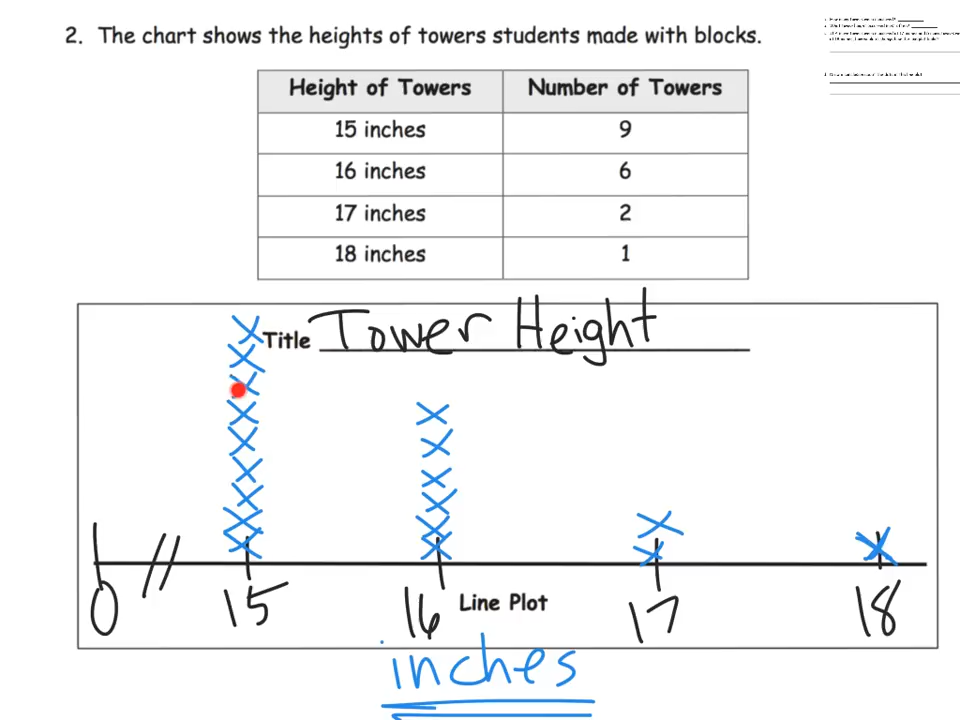 2. The chart shows the heights of towers students made with blocks.
Height of Towers Number of Towers
15 inches 9
16 inches 6
17 inches 2
18 inches 1
Title Tower Height
0 15 16 17 18
Line Plot
inches